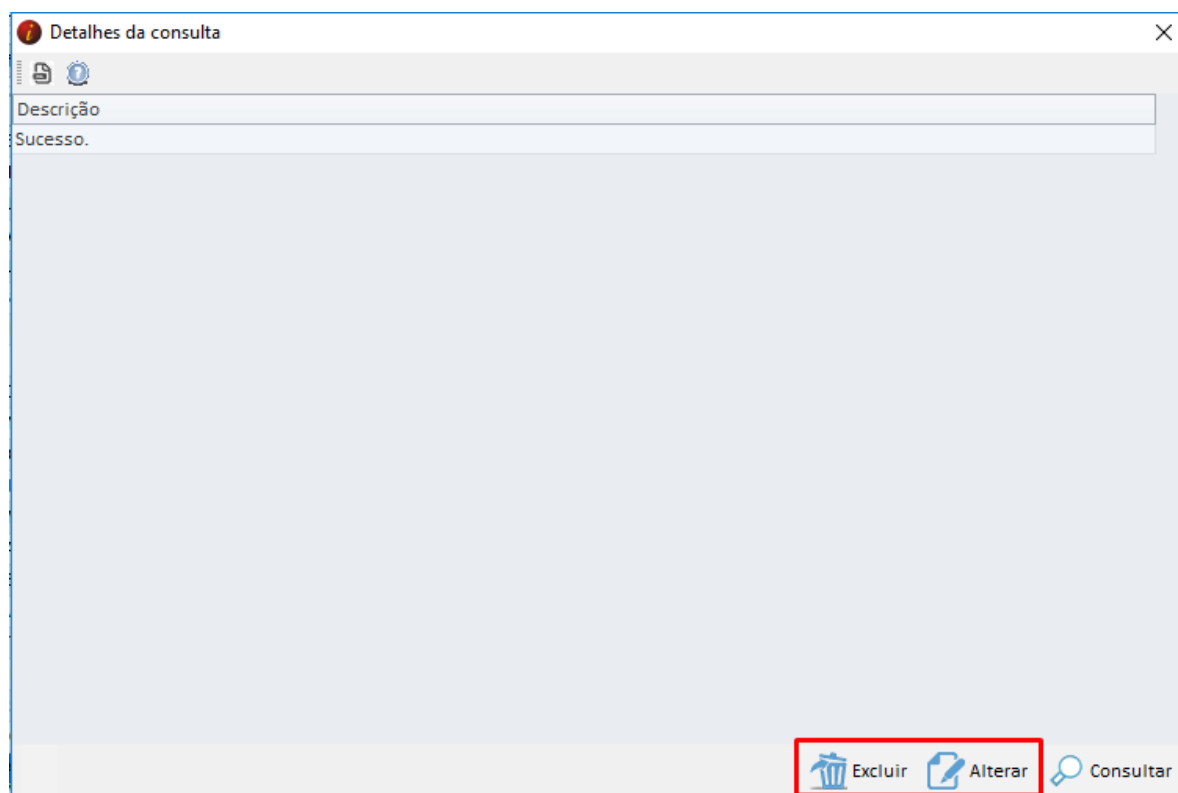 Detalhes da consulta
Descrição
Sucesso.
Excluir Alterar Consultar